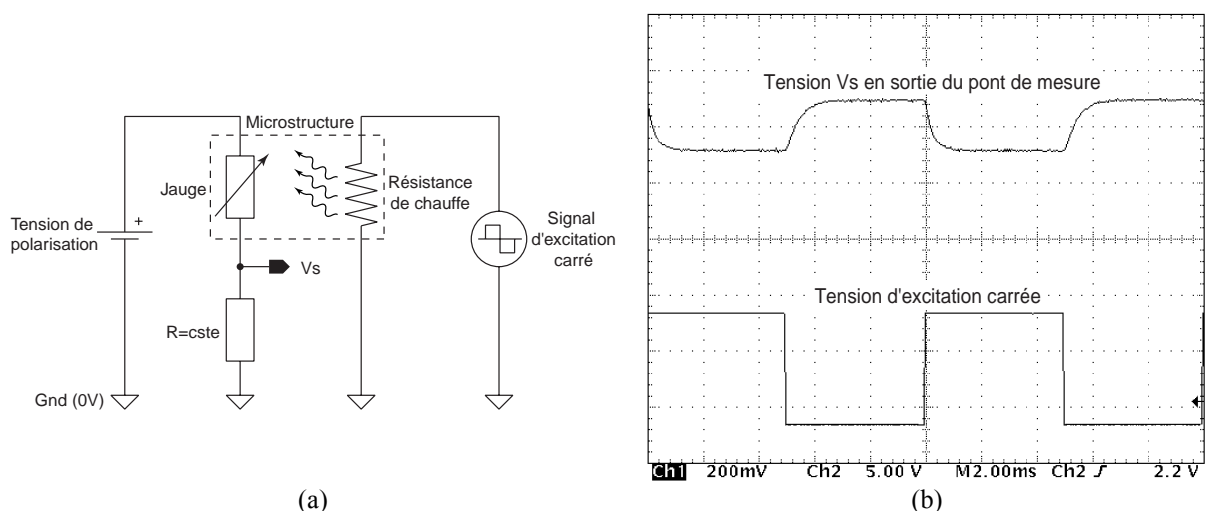 Microstructure
Jauge
Résistance
de chauffe
Tension de
polarisation
+
Signal
d'excitation
carré
Vs
R=cste
Gnd (0V)
(a)
Tension Vs en sortie du pont de mesure
Tension d'excitation carrée
Ch1 200mV Ch2 5.00 V M2.00ms Ch2 ƒ 2.2 V
(b)